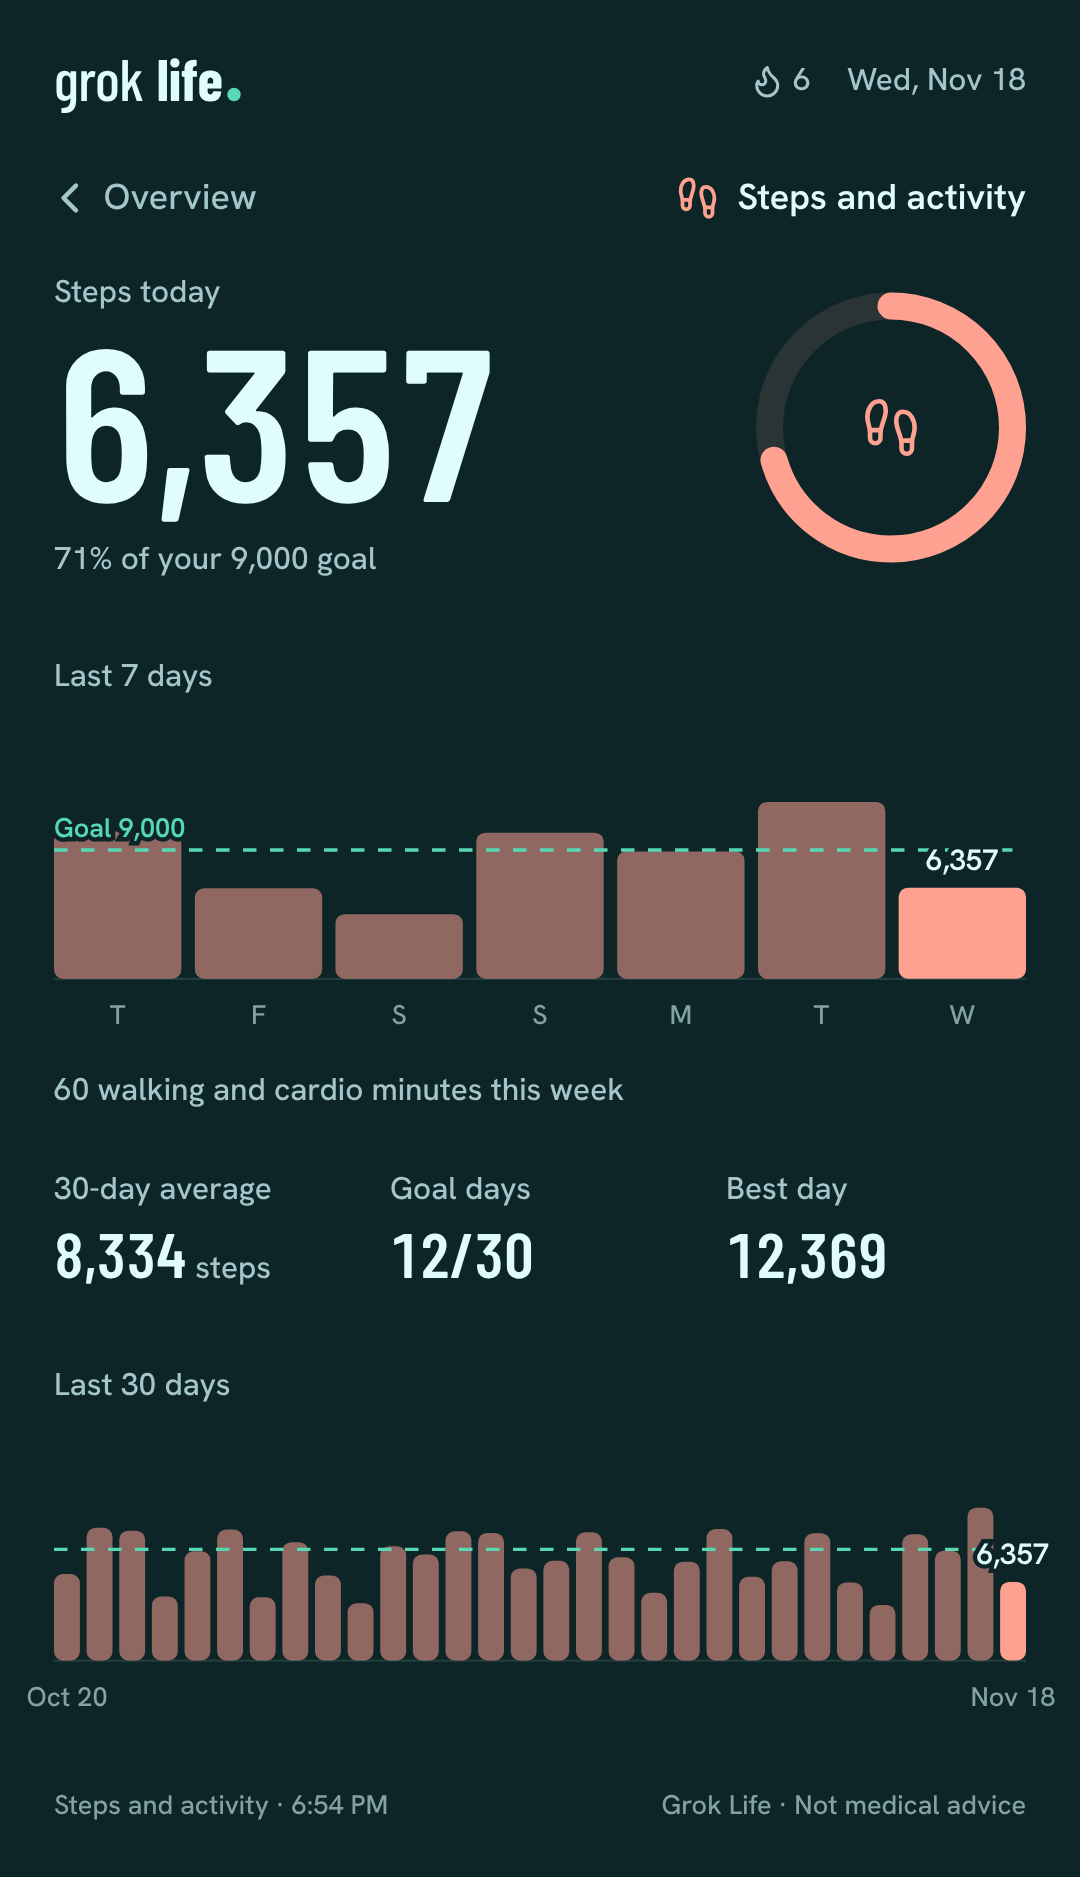 grok life.
6 Wed, Nov 18
Overview
Steps and activity
Steps today
6,357
71% of your 9,000 goal
Last 7 days
Goal 9,000
6,357
T F S S M T W
60 walking and cardio minutes this week
30-day average Goal days Best day
8,334 steps 12/30 12,369
Last 30 days
6,357
Oct 20 Nov 18
Steps and activity · 6:54 PM
Grok Life · Not medical advice